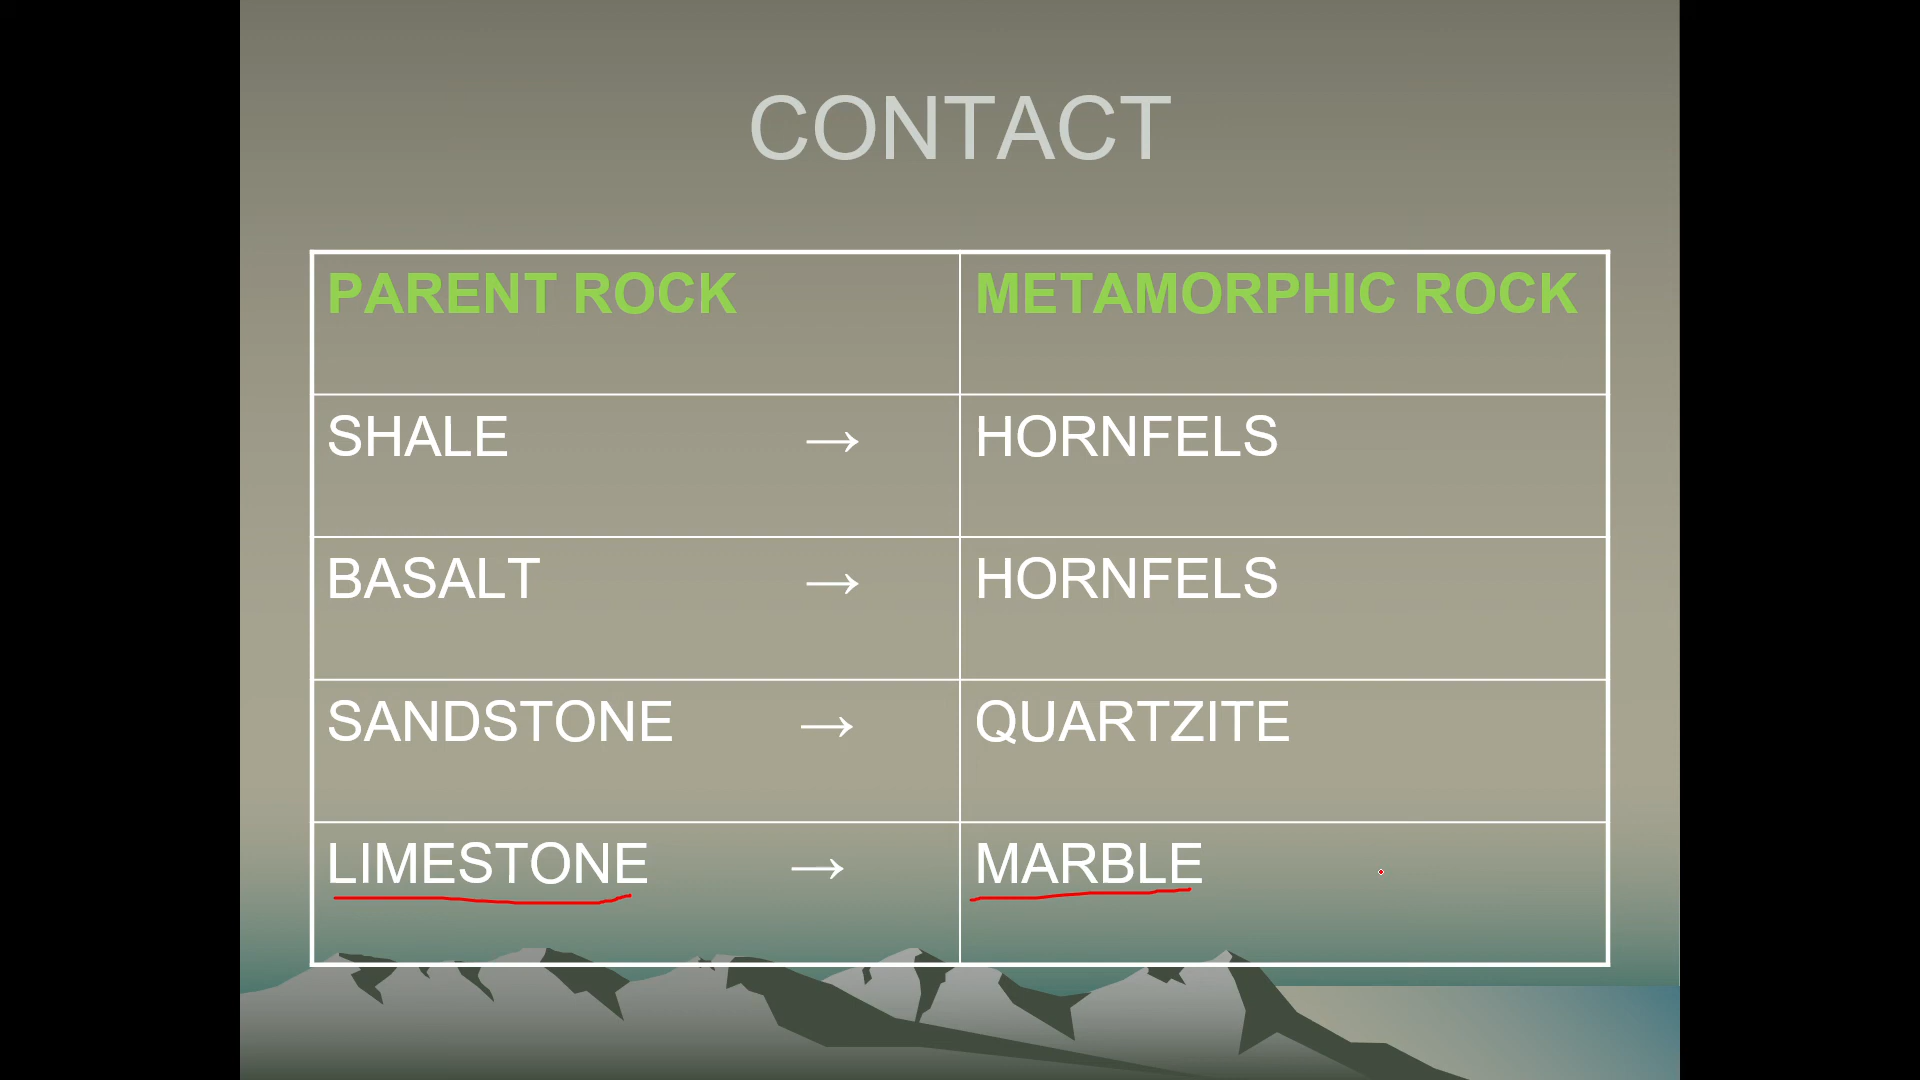 CONTACT
PARENT ROCK METAMORPHIC ROCK
SHALE → HORNFELS
BASALT → HORNFELS
SANDSTONE → QUARTZITE
LIMESTONE → MARBLE